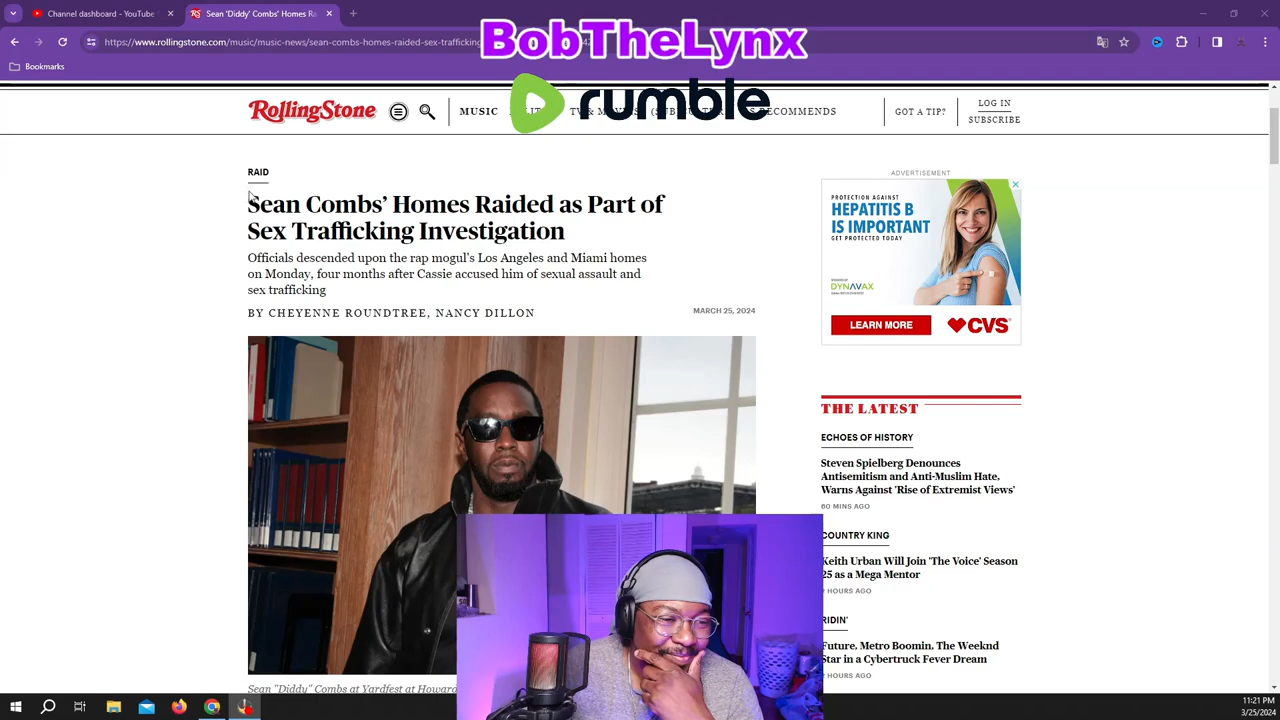 Diddy Comments - YouTube
Sean 'Diddy' Combs' Homes Ra
https://www.rollingstone.com/music/music-news/sean-combs-homes-raided-sex-trafficking
Bookmarks
BobTheLynx
rumble
RollingStone
MUSIC
RECOMMENDS
GOT A TIP?
LOG IN
SUBSCRIBE
RAID
Sean Combs' Homes Raided as Part of
Sex Trafficking Investigation
Officials descended upon the rap mogul's Los Angeles and Miami homes
on Monday, four months after Cassie accused him of sexual assault and
sex trafficking
BY CHEYENNE ROUNDTREE, NANCY DILLON
MARCH 25, 2024
Sean "Diddy" Combs at Yardfest at Howard
ADVERTISEMENT
PROTECTION AGAINST
HEPATITIS B
IS IMPORTANT
GET PROTECTED TODAY
DYNAVAX
LEARN MORE
CVS
THE LATEST
ECHOES OF HISTORY
Steven Spielberg Denounces
Antisemitism and Anti-Muslim Hate,
Warns Against 'Rise of Extremist Views'
60 MINS AGO
COUNTRY KING
Keith Urban Will Join 'The Voice' Season
25 as a Mega Mentor
HOURS AGO
RIDIN'
Future, Metro Boomin, The Weeknd
Star in a Cybertruck Fever Dream
HOURS AGO
11:21 PM
3/25/2024